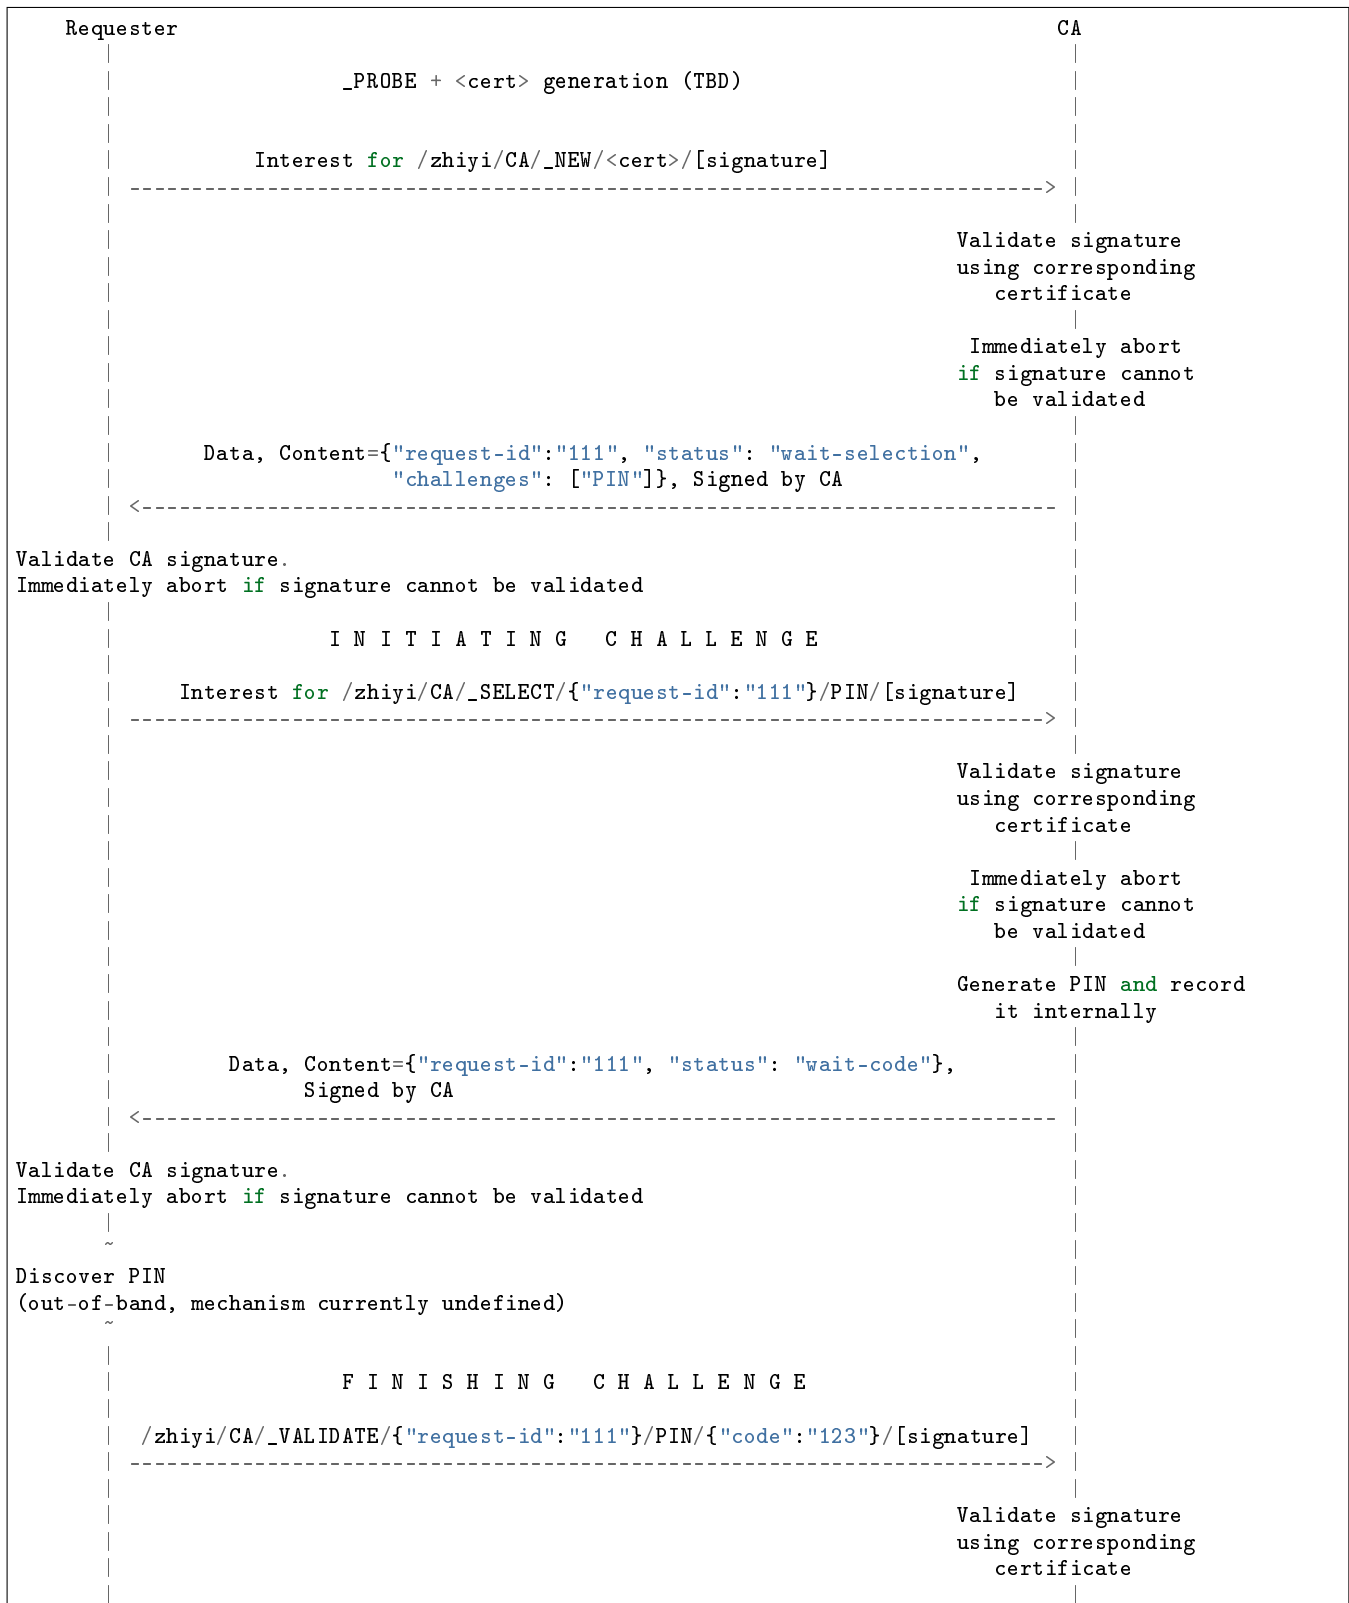 Requester CA
_PROBE + <cert> generation (TBD)
Interest for /zhiyi/CA/_NEW/<cert>/[signature]
------------------------------------------------------------------------->
Validate signature
using corresponding
certificate
Immediately abort
if signature cannot
be validated
Data, Content={"request-id":"111", "status": "wait-selection",
"challenges": ["PIN"]}, Signed by CA
<-------------------------------------------------------------------------
Validate CA signature.
Immediately abort if signature cannot be validated
I N I T I A T I N G   C H A L L E N G E
Interest for /zhiyi/CA/_SELECT/{"request-id":"111"}/PIN/[signature]
------------------------------------------------------------------------->
Validate signature
using corresponding
certificate
Immediately abort
if signature cannot
be validated
Generate PIN and record
it internally
Data, Content={"request-id":"111", "status": "wait-code"},
Signed by CA
<-------------------------------------------------------------------------
Validate CA signature.
Immediately abort if signature cannot be validated
~
Discover PIN
(out-of-band, mechanism currently undefined)
~
F I N I S H I N G   C H A L L E N G E
/zhiyi/CA/_VALIDATE/{"request-id":"111"}/PIN/{"code":"123"}/[signature]
------------------------------------------------------------------------->
Validate signature
using corresponding
certificate